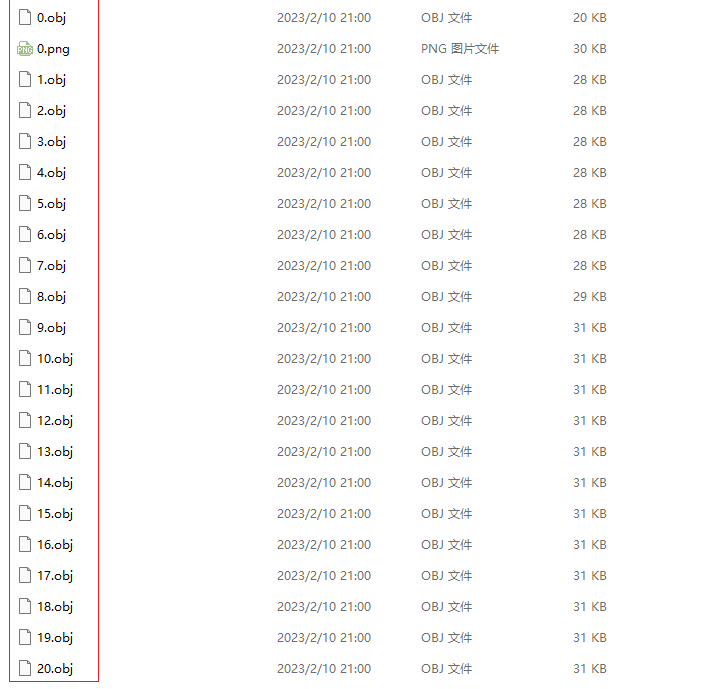 0.obj 2023/2/10 21:00 OBJ 文件 20 KB
PNG 0.png 2023/2/10 21:00 PNG 图片文件 30 KB
1.obj 2023/2/10 21:00 OBJ 文件 28 KB
2.obj 2023/2/10 21:00 OBJ 文件 28 KB
3.obj 2023/2/10 21:00 OBJ 文件 28 KB
4.obj 2023/2/10 21:00 OBJ 文件 28 KB
5.obj 2023/2/10 21:00 OBJ 文件 28 KB
6.obj 2023/2/10 21:00 OBJ 文件 28 KB
7.obj 2023/2/10 21:00 OBJ 文件 28 KB
8.obj 2023/2/10 21:00 OBJ 文件 29 KB
9.obj 2023/2/10 21:00 OBJ 文件 31 KB
10.obj 2023/2/10 21:00 OBJ 文件 31 KB
11.obj 2023/2/10 21:00 OBJ 文件 31 KB
12.obj 2023/2/10 21:00 OBJ 文件 31 KB
13.obj 2023/2/10 21:00 OBJ 文件 31 KB
14.obj 2023/2/10 21:00 OBJ 文件 31 KB
15.obj 2023/2/10 21:00 OBJ 文件 31 KB
16.obj 2023/2/10 21:00 OBJ 文件 31 KB
17.obj 2023/2/10 21:00 OBJ 文件 31 KB
18.obj 2023/2/10 21:00 OBJ 文件 31 KB
19.obj 2023/2/10 21:00 OBJ 文件 31 KB
20.obj 2023/2/10 21:00 OBJ 文件 31 KB